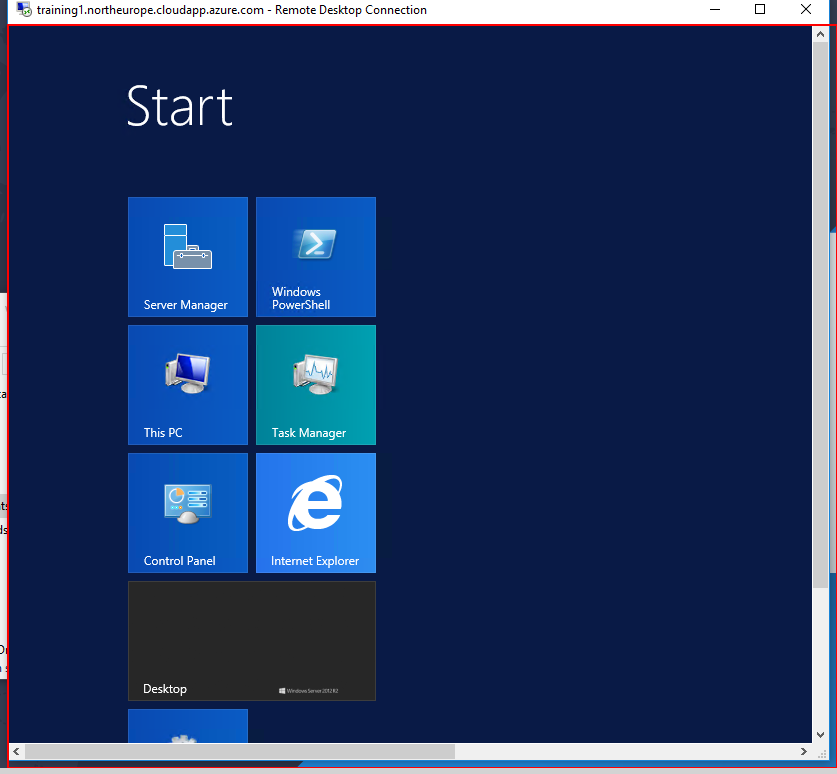 training1.northeurope.cloudapp.azure.com - Remote Desktop Connection
Start
Server Manager
Windows
PowerShell
This PC
Task Manager
Control Panel
Internet Explorer
Desktop
Windows Server 2012 R2